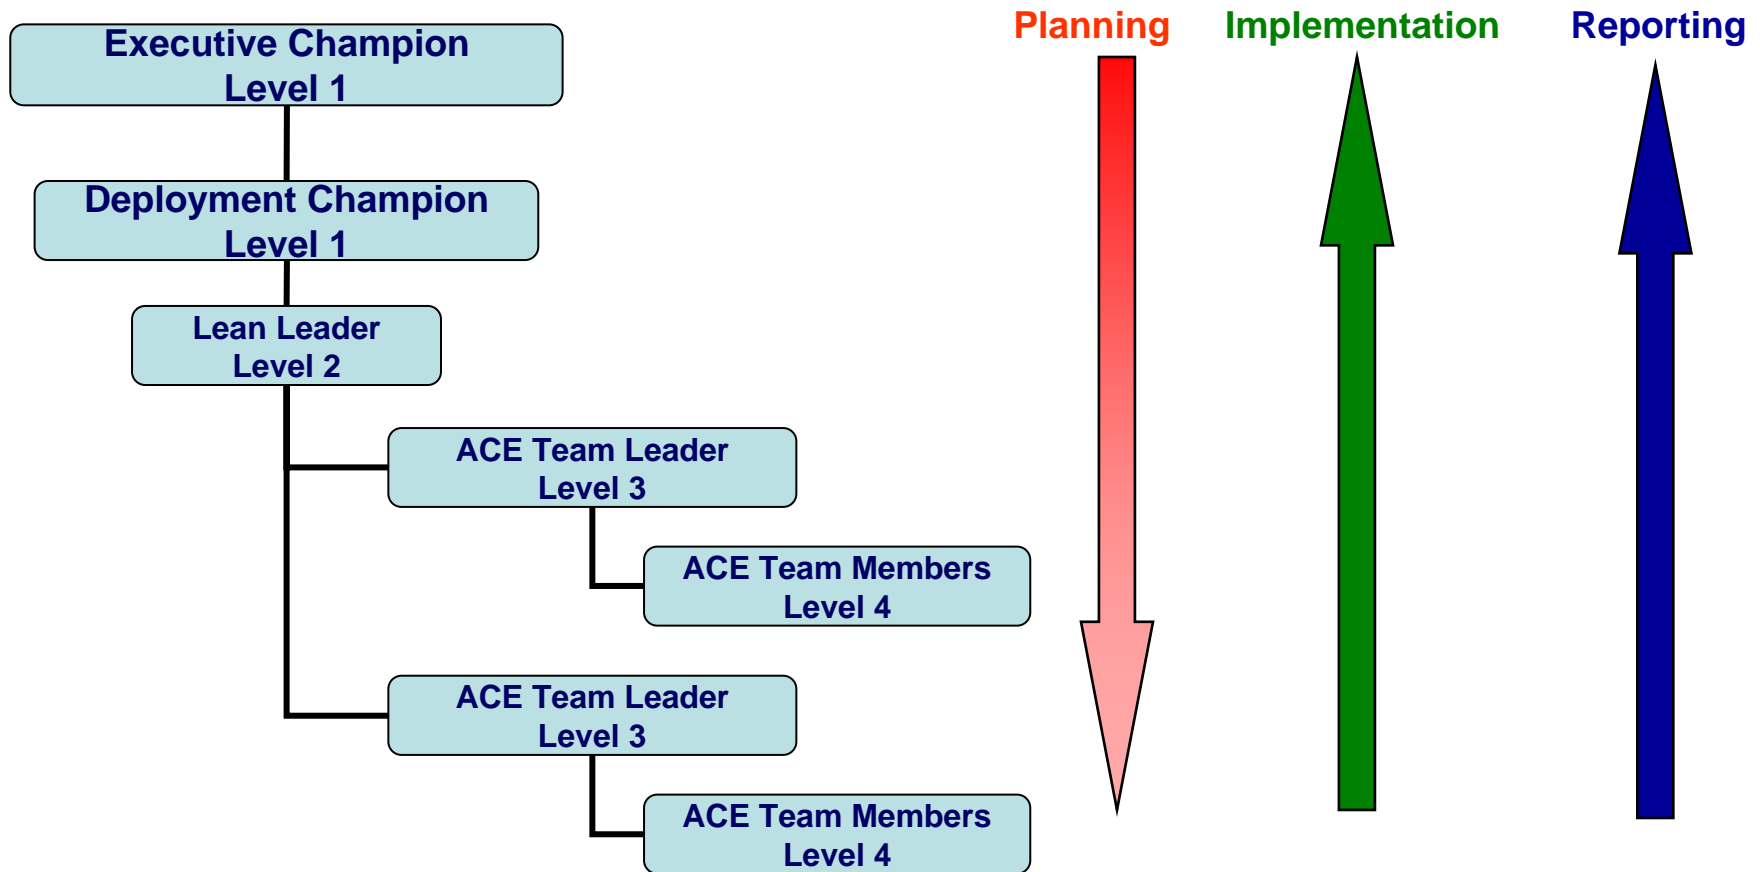 Planning
Implementation
Reporting
Executive Champion
Level 1
Deployment Champion
Level 1
Lean Leader
Level 2
ACE Team Leader
Level 3
ACE Team Members
Level 4
ACE Team Leader
Level 3
ACE Team Members
Level 4